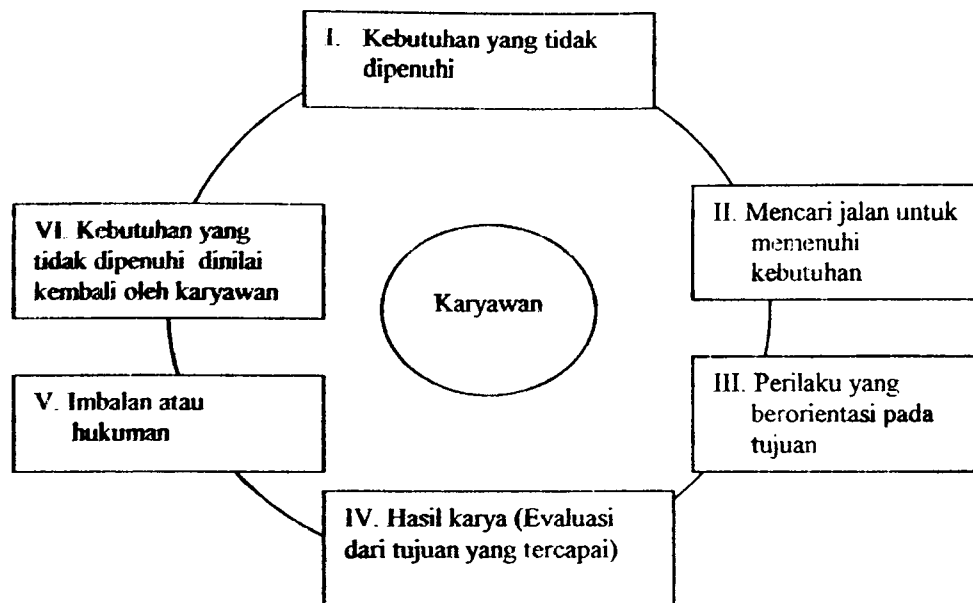 I. Kebutuhan yang tidak
dipenuhi
II. Mencari jalan untuk
memenuhi
kebutuhan
III. Perilaku yang
berorientasi pada
tujuan
IV. Hasil karya (Evaluasi
dari tujuan yang tercapai)
V. Imbalan atau
hukuman
VI. Kebutuhan yang
tidak dipenuhi dinilai
kembali oleh karyawan
Karyawan